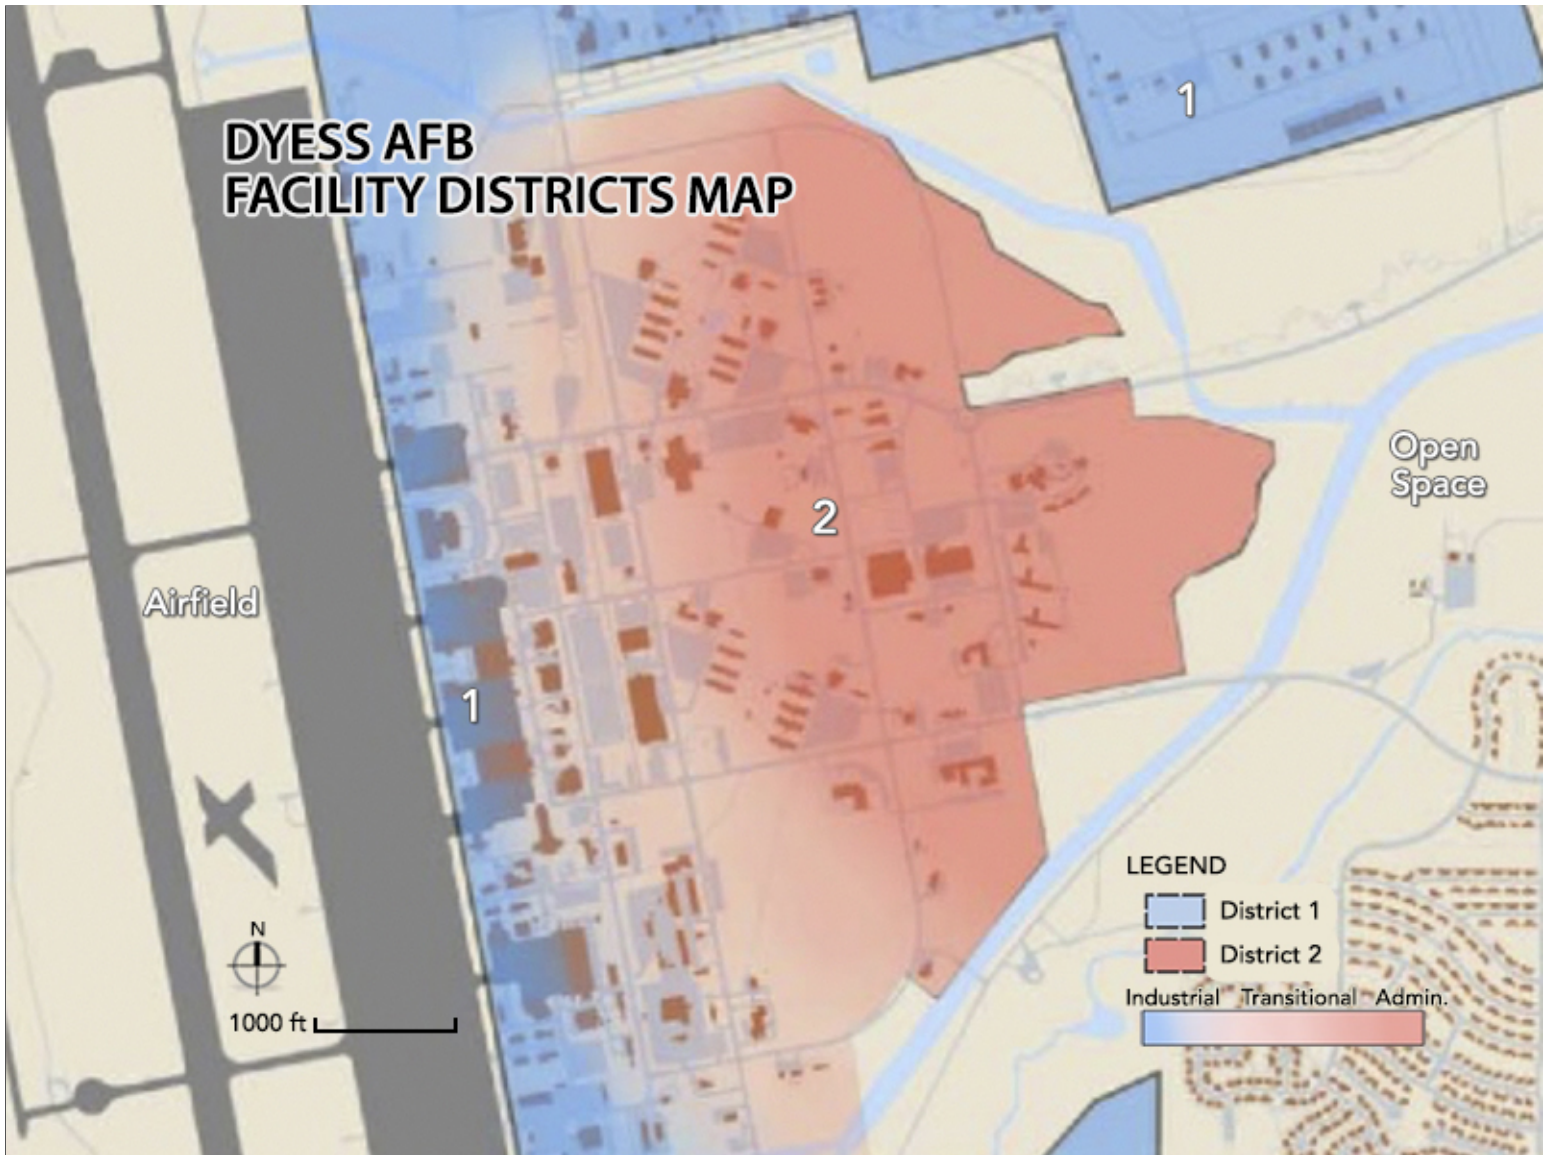 1
DYESS AFB
FACILITY DISTRICTS MAP
Open
Space
2
Airfield
1
LEGEND
District 1
District 2
Industrial Transitional Admin.
N
1000 ft